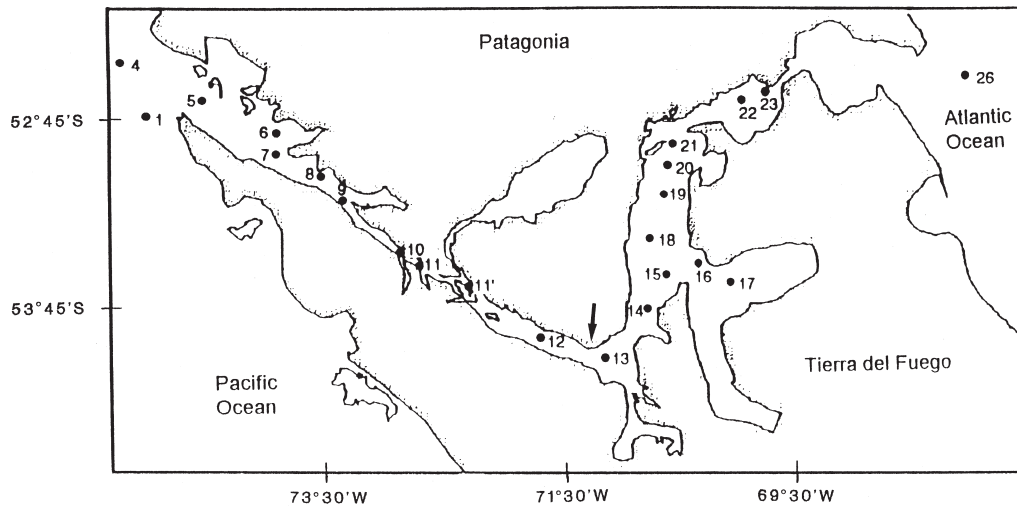 Patagonia
4
26
5
22
23
1
52°45'S
Atlantic
Ocean
6
7
21
20
8
9
19
18
10
11
16
15
17
11'
53°45'S
14
12
13
Tierra del Fuego
Pacific
Ocean
73°30'W
71°30'W
69°30'W